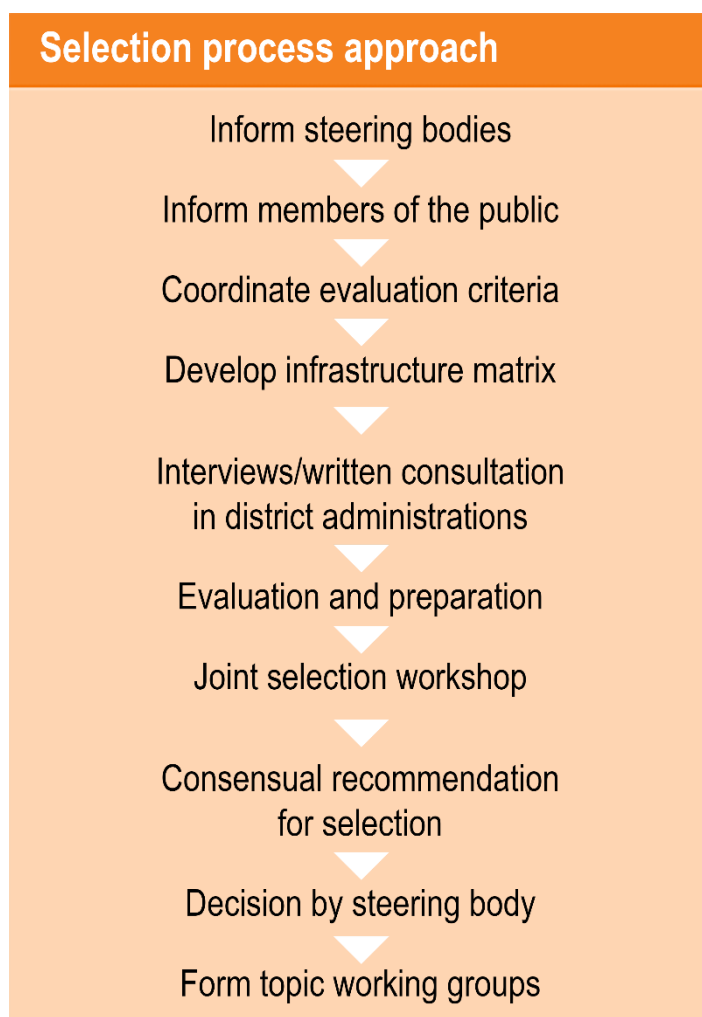 Selection process approach
Inform steering bodies
Inform members of the public
Coordinate evaluation criteria
Develop infrastructure matrix
Interviews/written consultation
in district administrations
Evaluation and preparation
Joint selection workshop
Consensual recommendation
for selection
Decision by steering body
Form topic working groups